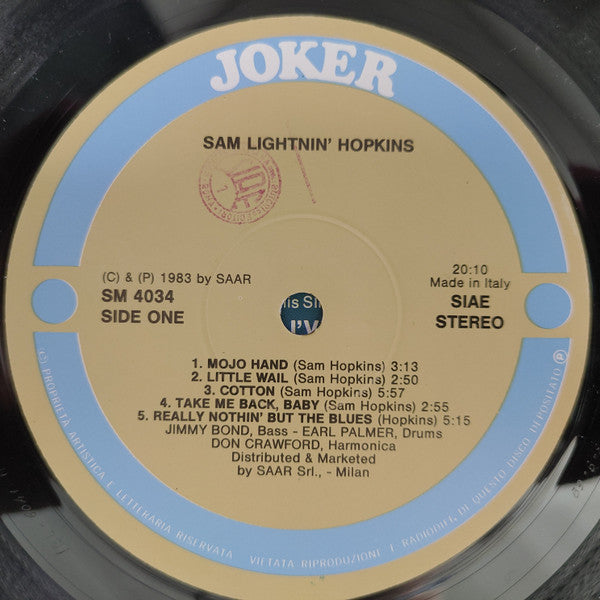 JOKER
SAM LIGHTNIN' HOPKINS
(C) & (P) 1983 by SAAR
SM 4034
SIDE ONE
20:10
Made in Italy
SIAE
STEREO
1. MOJO HAND (Sam Hopkins) 3:13
2. LITTLE WAIL (Sam Hopkins) 2:50
3. COTTON (Sam Hopkins) 5:57
4. TAKE ME BACK, BABY (Sam Hopkins) 2:55
5. REALLY NOTHIN' BUT THE BLUES (Hopkins) 5:15
JIMMY BOND, Bass - EARL PALMER, Drums
DON CRAWFORD, Harmonica
Distributed & Marketed
by SAAR Srl., - Milan
(C) PROPRIETA ARTISTICA E LETTERARIA RISERVATA VIETATA RIPRODUZIONE / RADIODIFF. DI QUESTO DISCO DEPOSITATO (P)